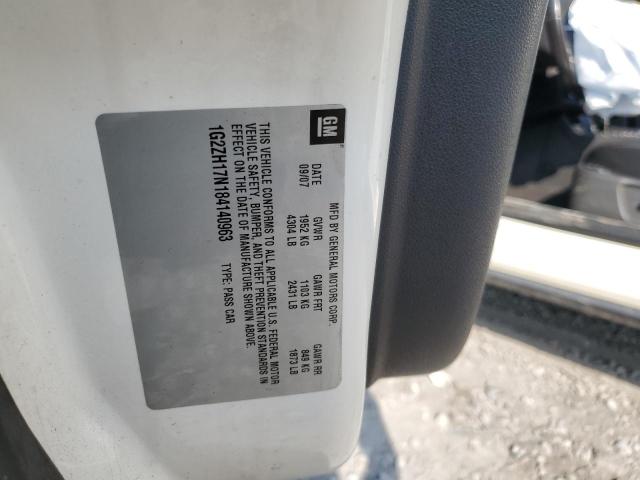 GM
MFD BY GENERAL MOTORS CORP.
DATE GVWR GAWR FRT GAWR RR
09/07 1952 KG 1103 KG 849 KG
4304 LB 2431 LB 1873 LB
THIS VEHICLE CONFORMS TO ALL APPLICABLE U.S. FEDERAL MOTOR
VEHICLE SAFETY, BUMPER, AND THEFT PREVENTION STANDARDS IN
EFFECT ON THE DATE OF MANUFACTURE SHOWN ABOVE.
1G2ZH17N184140963 TYPE: PASS CAR